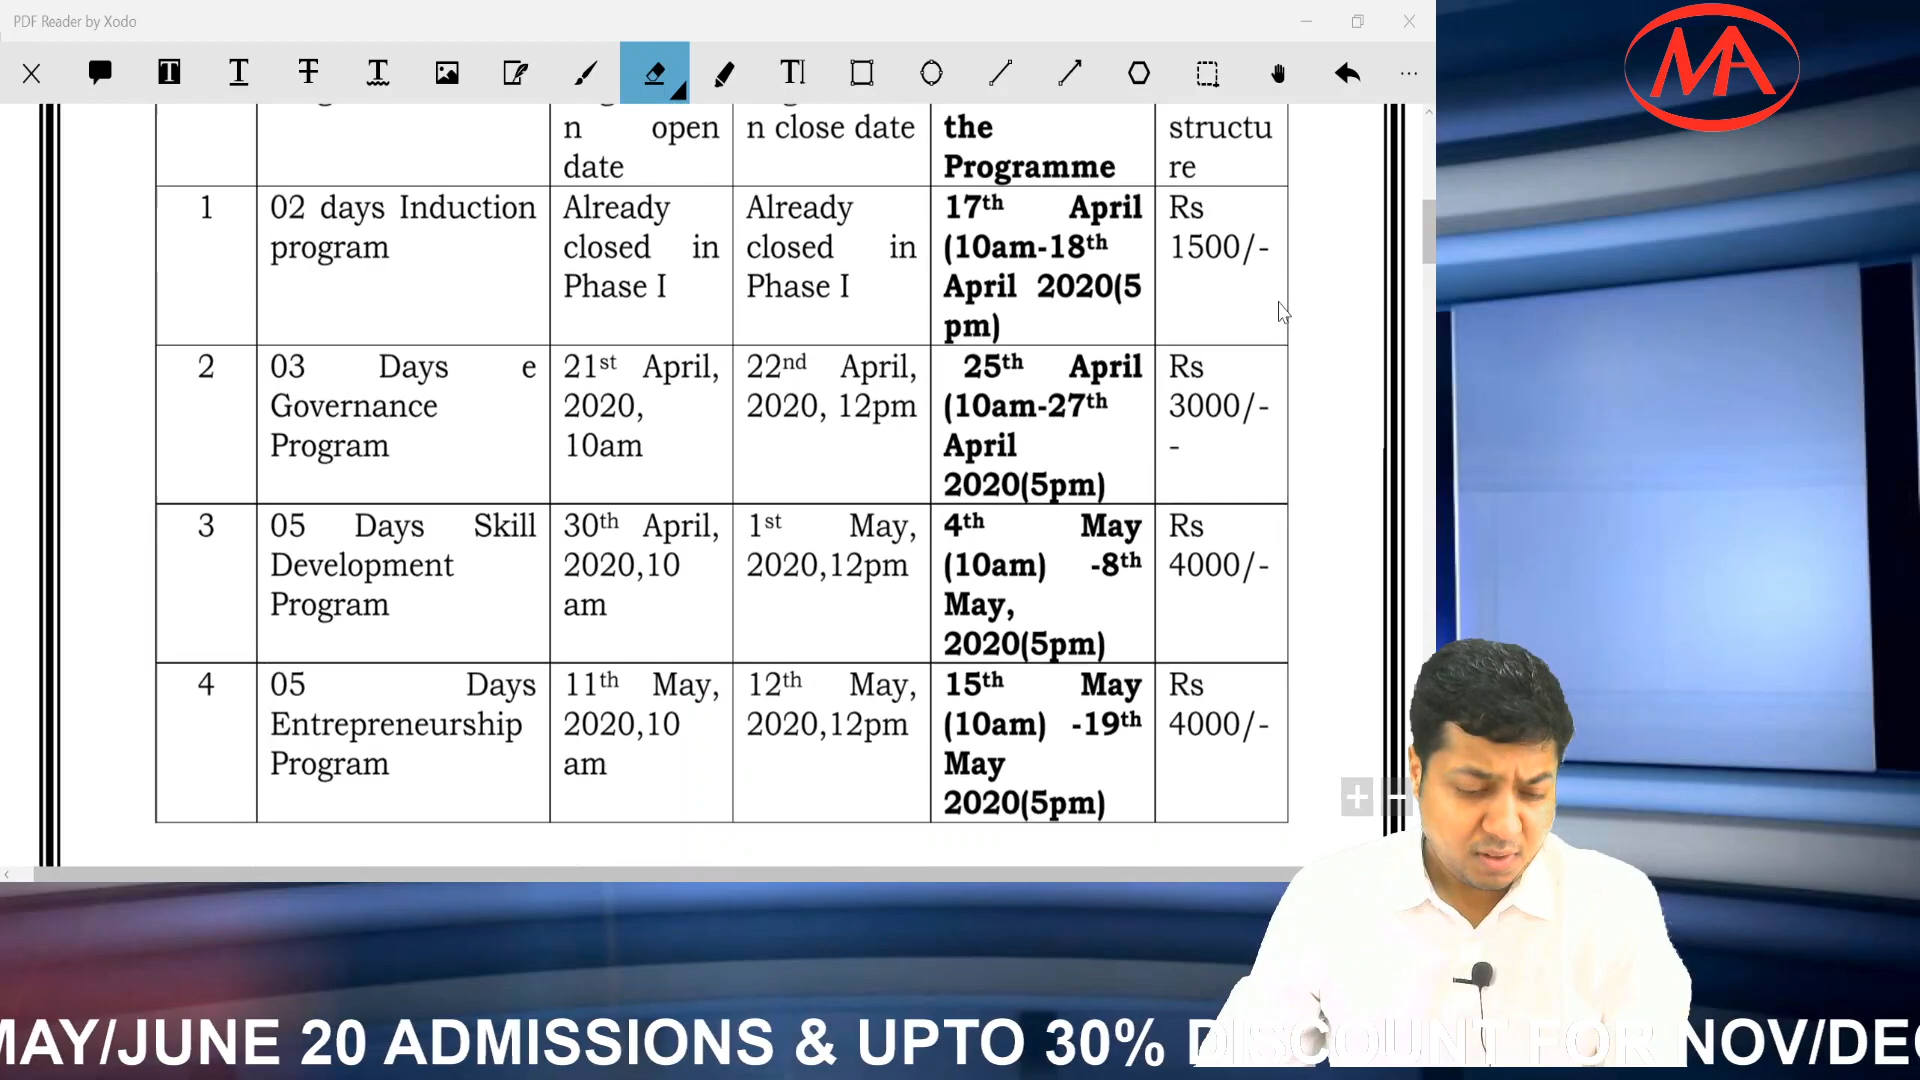 PDF Reader by Xodo
MA
n open date
n close date
the Programme
structu re
1
02 days Induction program
Already closed in Phase I
Already closed in Phase I
17th April (10am-18th April 2020(5 pm)
Rs 1500/-
2
03 Days e Governance Program
21st April, 2020, 10am
22nd April, 2020, 12pm
25th April (10am-27th April 2020(5pm)
Rs 3000/- -
3
05 Days Skill Development Program
30th April, 2020,10 am
1st May, 2020,12pm
4th May (10am) -8th May, 2020(5pm)
Rs 4000/-
4
05 Days Entrepreneurship Program
11th May, 2020,10 am
12th May, 2020,12pm
15th May (10am) -19th May 2020(5pm)
Rs 4000/-
MAY/JUNE 20 ADMISSIONS & UPTO 30% DISCOUNT FOR NOV/DEC